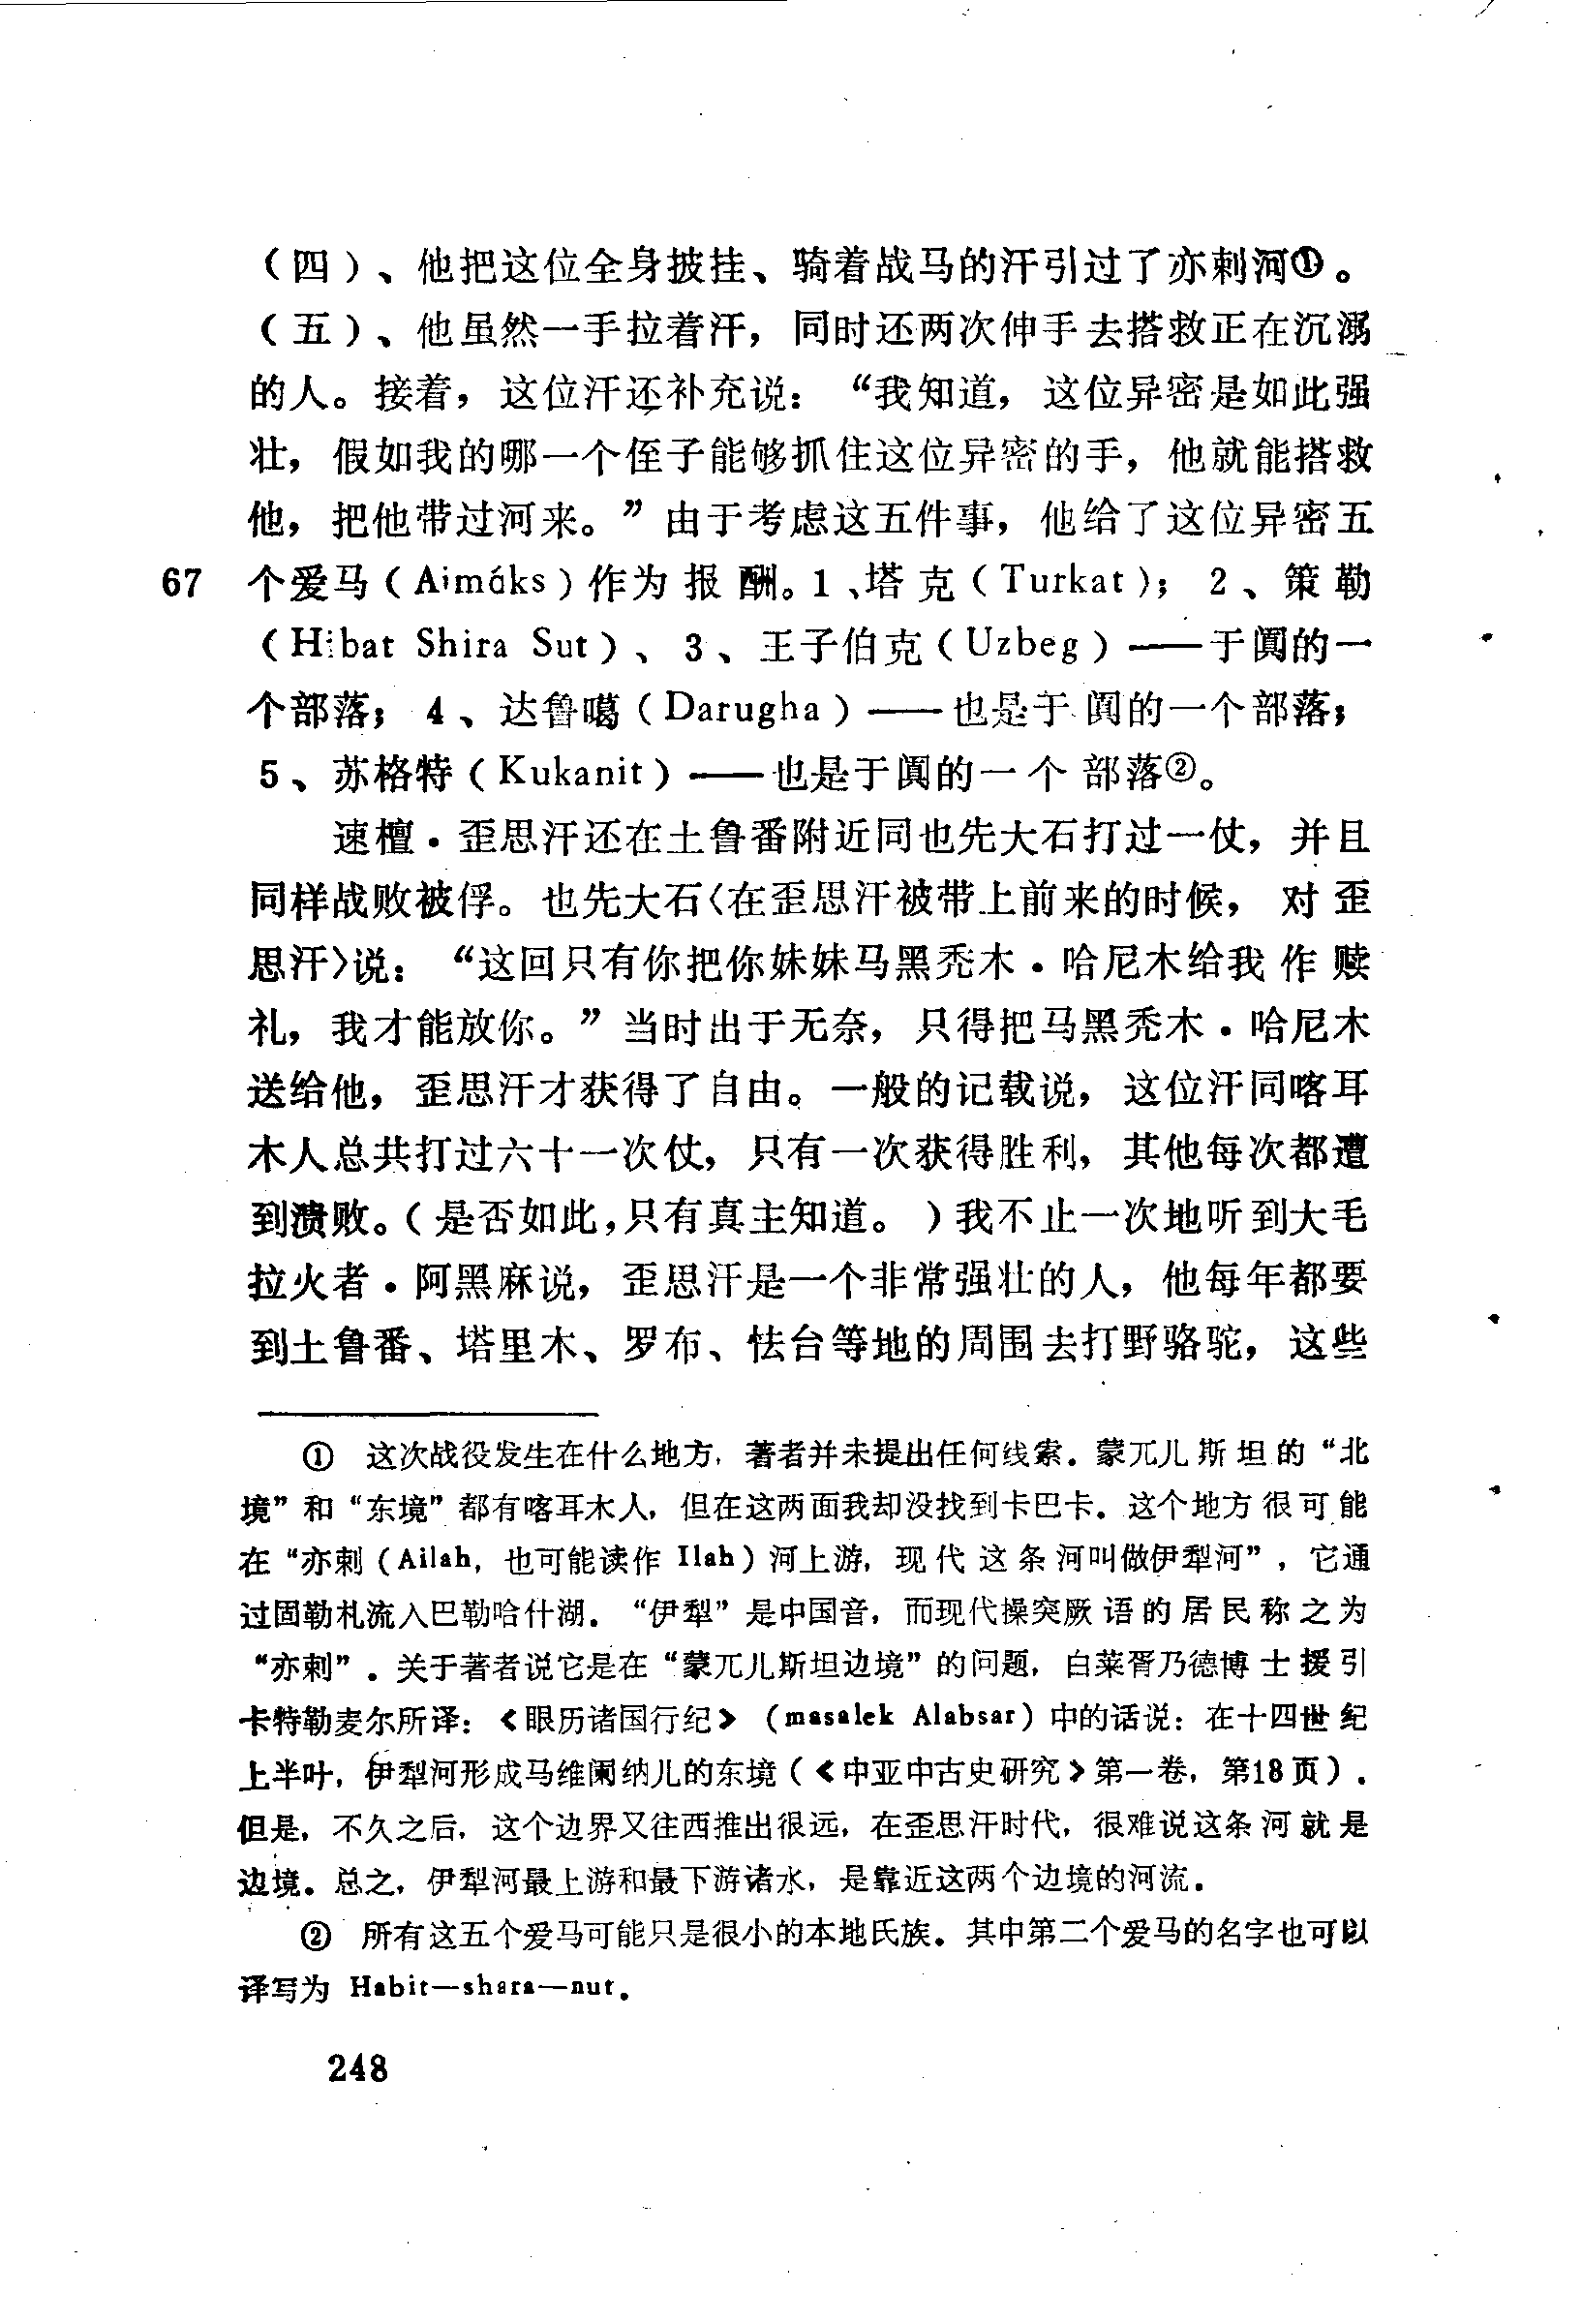 （四）、他把这位全身披挂、骑着战马的汗引过了亦剌河①。
（五）、他虽然一手拉着汗，同时还两次伸手去搭救正在沉溺
的人。接着，这位汗还补充说：“我知道，这位异密是如此强
壮，假如我的哪一个侄子能够抓住这位异密的手，他就能搭救
他，把他带过河来。”由于考虑这五件事，他给了这位异密五
67 个爱马（Aimáks）作为报酬。1、塔克（Turkat）；2、策勒
（Hibat Shira Sut）、3、王子伯克（Uzbeg）——于阗的一
个部落；4、达鲁噶（Darugha）——也是于阗的一个部落；
5、苏格特（Kukanit）——也是于阗的一个部落②。
速檀·歪思汗还在土鲁番附近同也先大石打过一仗，并且
同样战败被俘。也先大石〈在歪思汗被带上前来的时候，对歪
思汗〉说：“这回只有你把你妹妹马黑秃木·哈尼木给我作赎
礼，我才能放你。”当时出于无奈，只得把马黑秃木·哈尼木
送给他，歪思汗才获得了自由。一般的记载说，这位汗同喀耳
木人总共打过六十一次仗，只有一次获得胜利，其他每次都遭
到溃败。（是否如此，只有真主知道。）我不止一次地听到大毛
拉火者·阿黑麻说，歪思汗是一个非常强壮的人，他每年都要
到土鲁番、塔里木、罗布、怯台等地的周围去打野骆驼，这些
① 这次战役发生在什么地方，著者并未提出任何线索。蒙兀儿斯坦的“北
境”和“东境”都有喀耳木人，但在这两面我却没找到卡巴卡。这个地方很可能
在“亦剌（Ailah，也可能读作 Ilah）河上游，现代这条河叫做伊犁河”，它通
过固勒札流入巴勒哈什湖。“伊犁”是中国音，而现代操突厥语的居民称之为
“亦剌”。关于著者说它是在“蒙兀儿斯坦边境”的问题，白莱胥乃德博士援引
卡特勒麦尔所译：《眼历诸国行纪》（masalek Alabsar）中的话说：在十四世纪
上半叶，伊犁河形成马维阑纳儿的东境（《中亚中古史研究》第一卷，第18页）．
但是，不久之后，这个边界又往西推出很远，在歪思汗时代，很难说这条河就是
边境。总之，伊犁河最上游和最下游诸水，是靠近这两个边境的河流．
② 所有这五个爱马可能只是很小的本地氏族。其中第二个爱马的名字也可以
译写为 Habit—shara—nut。
248